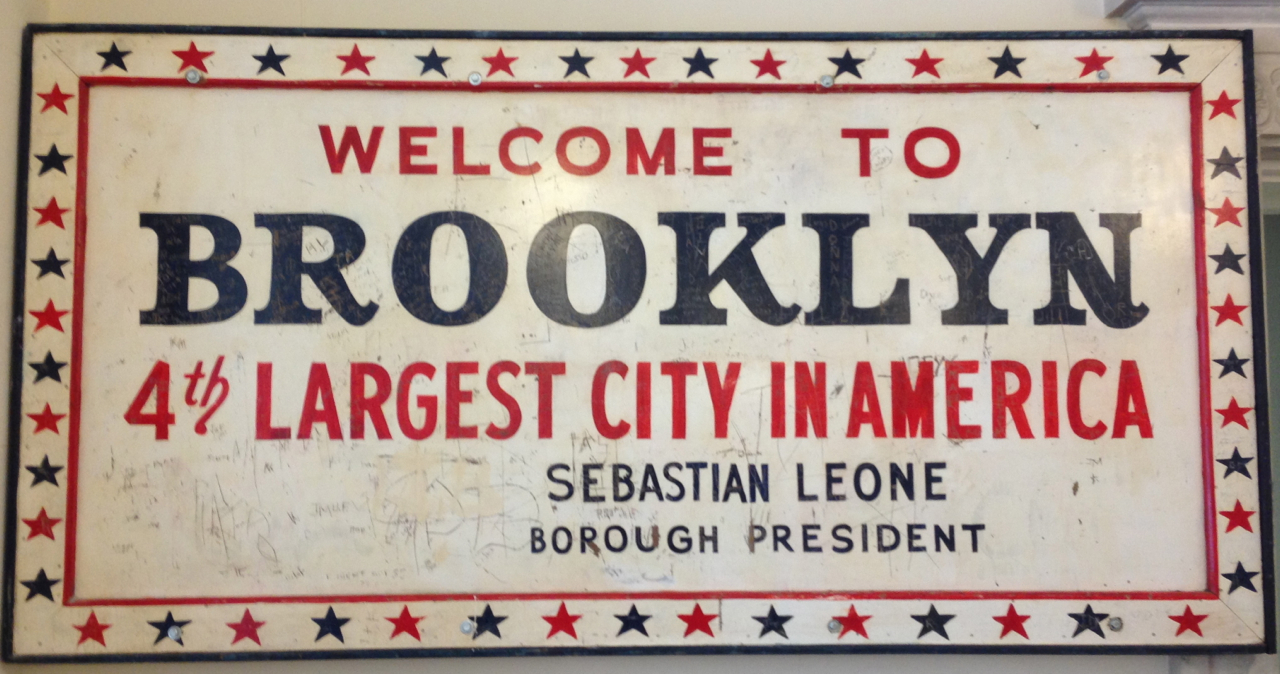 WELCOME TO
BROOKLYN
4th LARGEST CITY IN AMERICA
SEBASTIAN LEONE
BOROUGH PRESIDENT